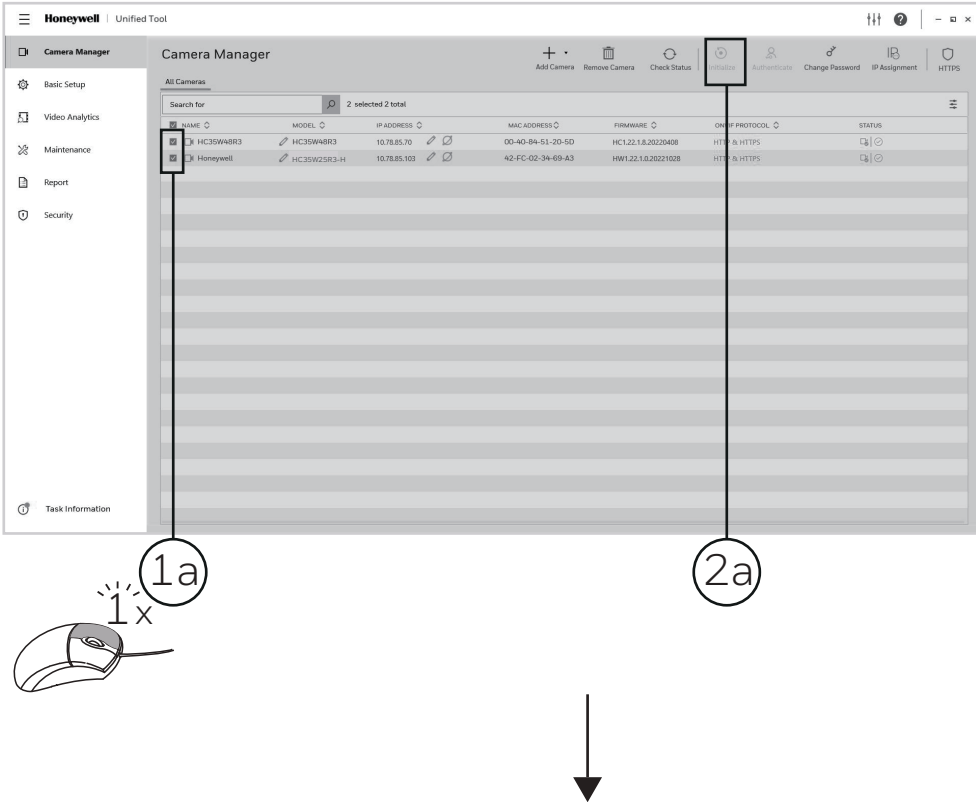 Honeywell | Unified Tool
Camera Manager
Basic Setup
Video Analytics
Maintenance
Report
Security
Task Information
Camera Manager
Add Camera Remove Camera Check Status Initialize Authenticate Change Password IP Assignment HTTPS
All Cameras
Search for 2 selected 2 total
NAME MODEL IP ADDRESS MAC ADDRESS FIRMWARE ONVIF PROTOCOL STATUS
HC35W48R3 HC35W48R3 10.78.85.70 00-40-84-51-20-5D HC1.22.1.8.20220408 HTTP & HTTPS
Honeywell HC35W25R3-H 10.78.85.103 42-FC-02-34-69-A3 HW1.22.1.0.20221028 HTTP & HTTPS
1a
2a
1x